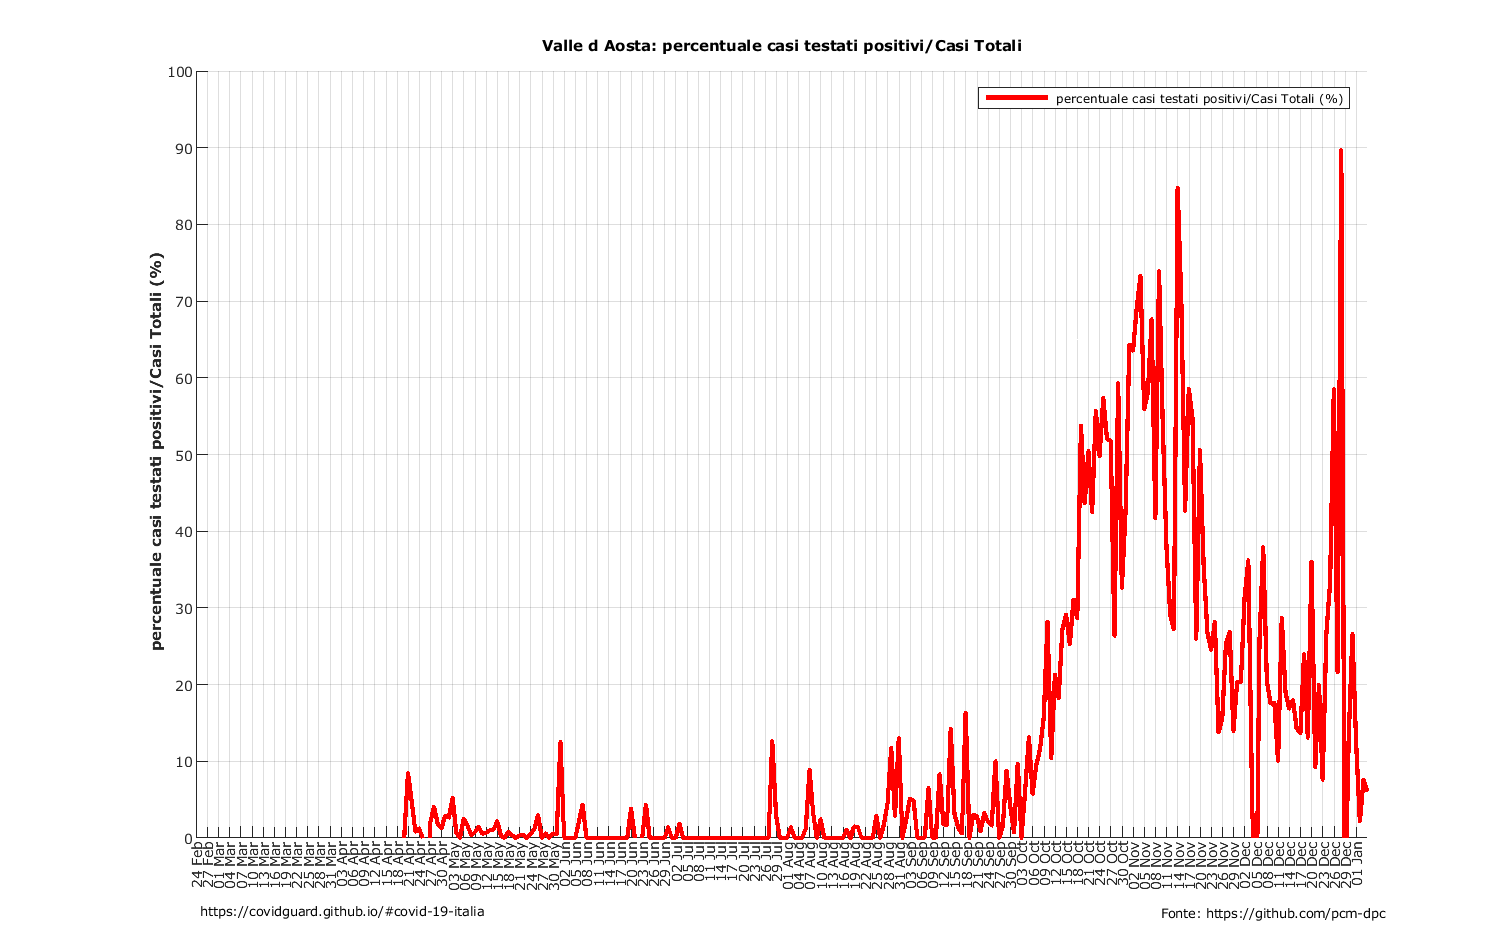 Valle d Aosta: percentuale casi testati positivi/Casi Totali
percentuale casi testati positivi/Casi Totali (%)
percentuale casi testati positivi/Casi Totali (%)
100
90
80
70
60
50
40
30
20
10
0
24 Feb
27 Feb
01 Mar
04 Mar
07 Mar
10 Mar
13 Mar
16 Mar
19 Mar
22 Mar
25 Mar
28 Mar
31 Mar
03 Apr
06 Apr
09 Apr
12 Apr
15 Apr
18 Apr
21 Apr
24 Apr
27 Apr
30 Apr
03 May
06 May
09 May
12 May
15 May
18 May
21 May
24 May
27 May
30 May
02 Jun
05 Jun
08 Jun
11 Jun
14 Jun
17 Jun
20 Jun
23 Jun
26 Jun
29 Jun
02 Jul
05 Jul
08 Jul
11 Jul
14 Jul
17 Jul
20 Jul
23 Jul
26 Jul
29 Jul
01 Aug
04 Aug
07 Aug
10 Aug
13 Aug
16 Aug
19 Aug
22 Aug
25 Aug
28 Aug
31 Aug
03 Sep
06 Sep
09 Sep
12 Sep
15 Sep
18 Sep
21 Sep
24 Sep
27 Sep
30 Sep
03 Oct
06 Oct
09 Oct
12 Oct
15 Oct
18 Oct
21 Oct
24 Oct
27 Oct
30 Oct
02 Nov
05 Nov
08 Nov
11 Nov
14 Nov
17 Nov
20 Nov
23 Nov
26 Nov
29 Nov
02 Dec
05 Dec
08 Dec
11 Dec
14 Dec
17 Dec
20 Dec
23 Dec
26 Dec
29 Dec
01 Jan
https://covidguard.github.io/#covid-19-italia
Fonte: https://github.com/pcm-dpc